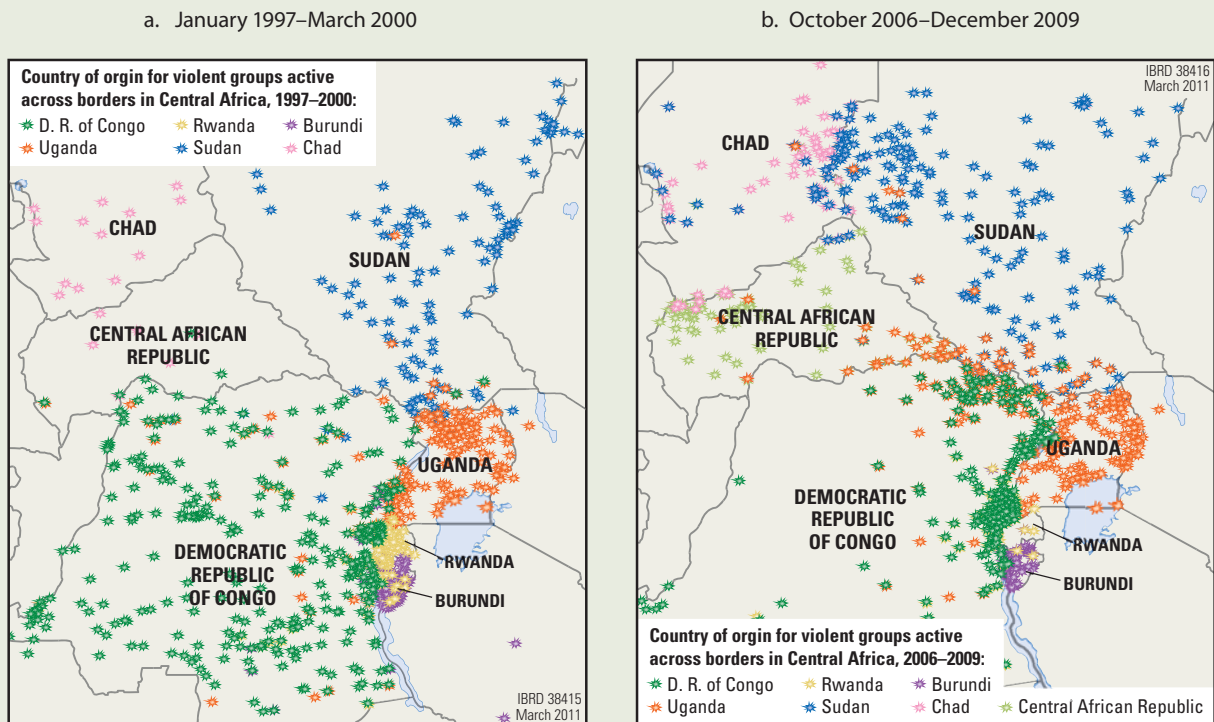 a. January 1997–March 2000
Country of orgin for violent groups active
across borders in Central Africa, 1997–2000:
D. R. of Congo
Rwanda
Burundi
Uganda
Sudan
Chad
CHAD
SUDAN
CENTRAL AFRICAN
REPUBLIC
UGANDA
DEMOCRATIC
REPUBLIC
OF CONGO
RWANDA
BURUNDI
IBRD 38415
March 2011
b. October 2006–December 2009
IBRD 38416
March 2011
CHAD
SUDAN
CENTRAL AFRICAN
REPUBLIC
UGANDA
DEMOCRATIC
REPUBLIC
OF CONGO
RWANDA
BURUNDI
Country of orgin for violent groups active
across borders in Central Africa, 2006–2009:
D. R. of Congo
Rwanda
Burundi
Uganda
Sudan
Chad
Central African Republic